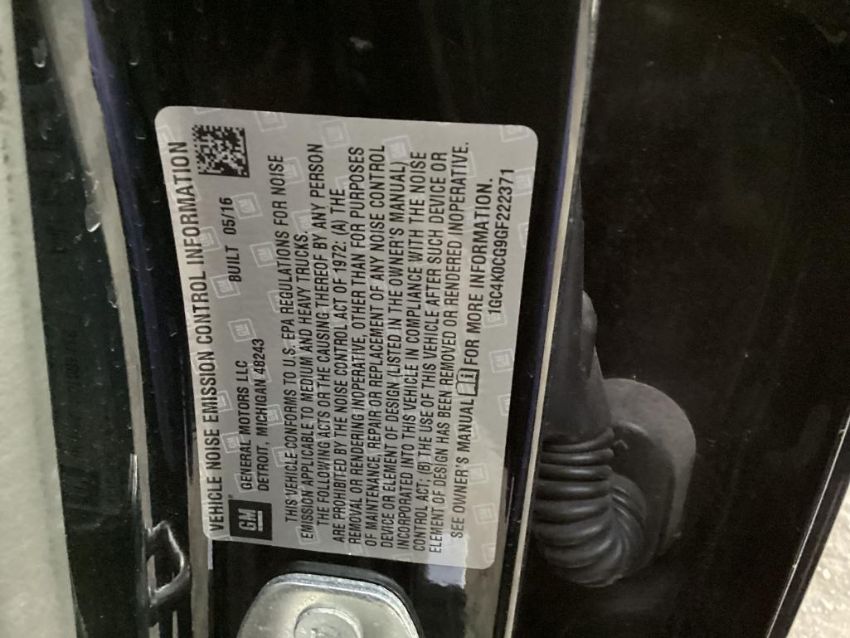 VEHICLE NOISE EMISSION CONTROL INFORMATION
GM
GENERAL MOTORS LLC
BUILT 05/16
DETROIT, MICHIGAN 48243
THIS VEHICLE CONFORMS TO U.S. EPA REGULATIONS FOR NOISE
EMISSION APPLICABLE TO MEDIUM AND HEAVY TRUCKS.
THE FOLLOWING ACTS OR THE CAUSING THEREOF BY ANY PERSON
ARE PROHIBITED BY THE NOISE CONTROL ACT OF 1972: (A) THE
REMOVAL OR RENDERING INOPERATIVE, OTHER THAN FOR PURPOSES
OF MAINTENANCE, REPAIR OR REPLACEMENT OF ANY NOISE CONTROL
DEVICE OR ELEMENT OF DESIGN (LISTED IN THE OWNER'S MANUAL)
INCORPORATED INTO THIS VEHICLE IN COMPLIANCE WITH THE NOISE
CONTROL ACT; (B) THE USE OF THIS VEHICLE AFTER SUCH DEVICE OR
ELEMENT OF DESIGN HAS BEEN REMOVED OR RENDERED INOPERATIVE.
SEE OWNER'S MANUAL i FOR MORE INFORMATION.
1GC4K0CG9GF222371